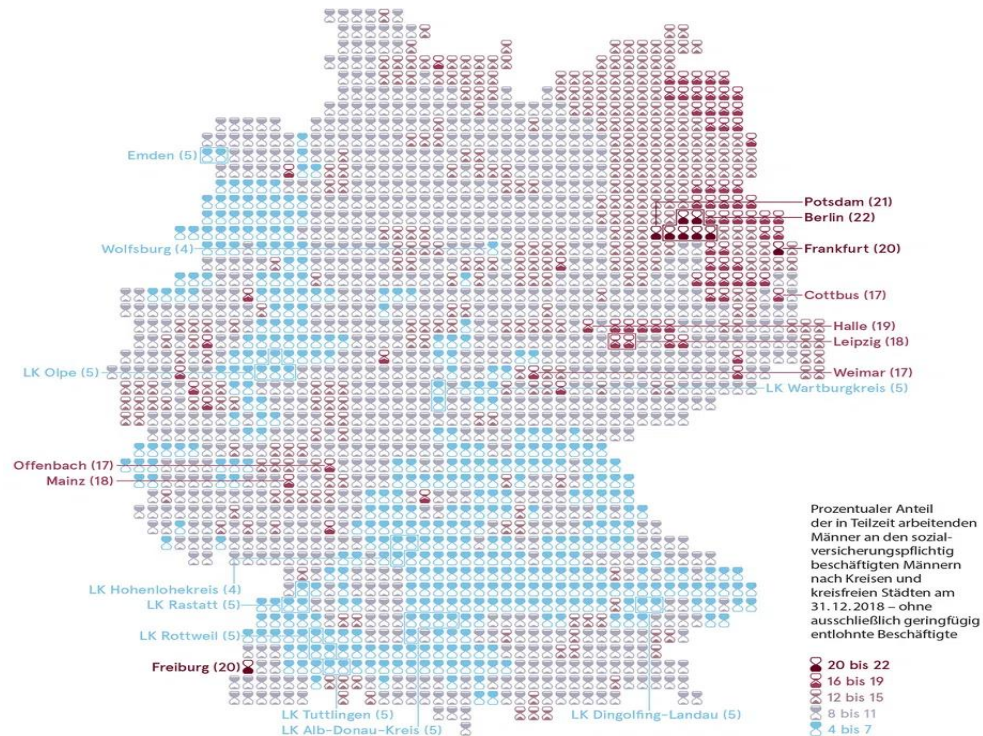 Emden (5)
Potsdam (21)
Berlin (22)
Wolfsburg (4)
Frankfurt (20)
Cottbus (17)
Halle (19)
Leipzig (18)
LK Olpe (5)
Weimar (17)
LK Wartburgkreis (5)
Offenbach (17)
Mainz (18)
Prozentualer Anteil
der in Teilzeit arbeitenden
Männer an den sozial-
versicherungspflichtig
beschäftigten Männern
nach Kreisen und
kreisfreien Städten am
31.12.2018 – ohne
ausschließlich geringfügig
entlohnte Beschäftigte
LK Hohenlohekreis (4)
LK Rastatt (5)
LK Rottweil (5)
Freiburg (20)
20 bis 22
16 bis 19
12 bis 15
8 bis 11
4 bis 7
LK Tuttlingen (5)
LK Dingolfing-Landau (5)
LK Alb-Donau-Kreis (5)